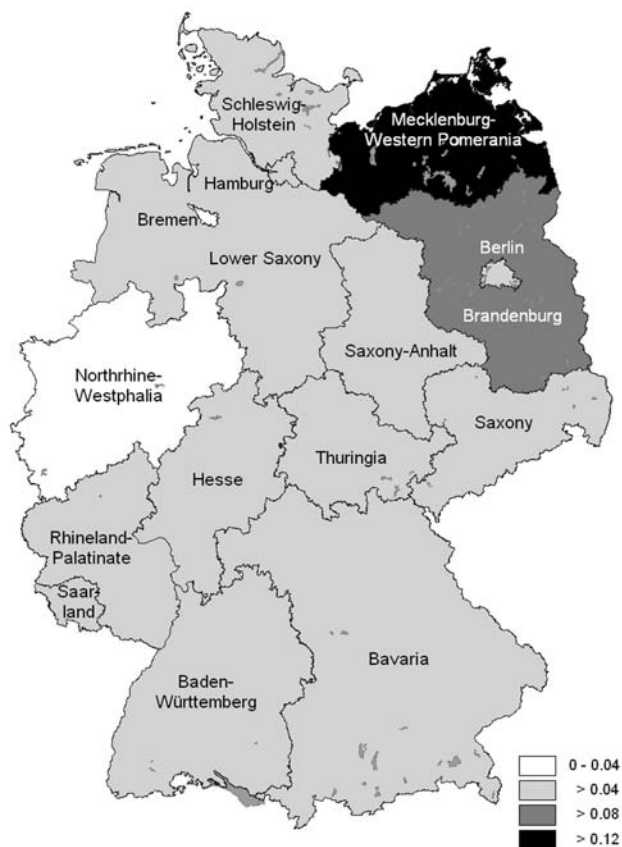 Schleswig-
Holstein
Mecklenburg-
Western Pomerania
Hamburg
Bremen
Lower Saxony
Berlin
Brandenburg
Saxony-Anhalt
Northrhine-
Westphalia
Saxony
Thuringia
Hesse
Rhineland-
Palatinate
Saar-
land
Bavaria
Baden-
Württemberg
0 - 0.04
> 0.04
> 0.08
> 0.12